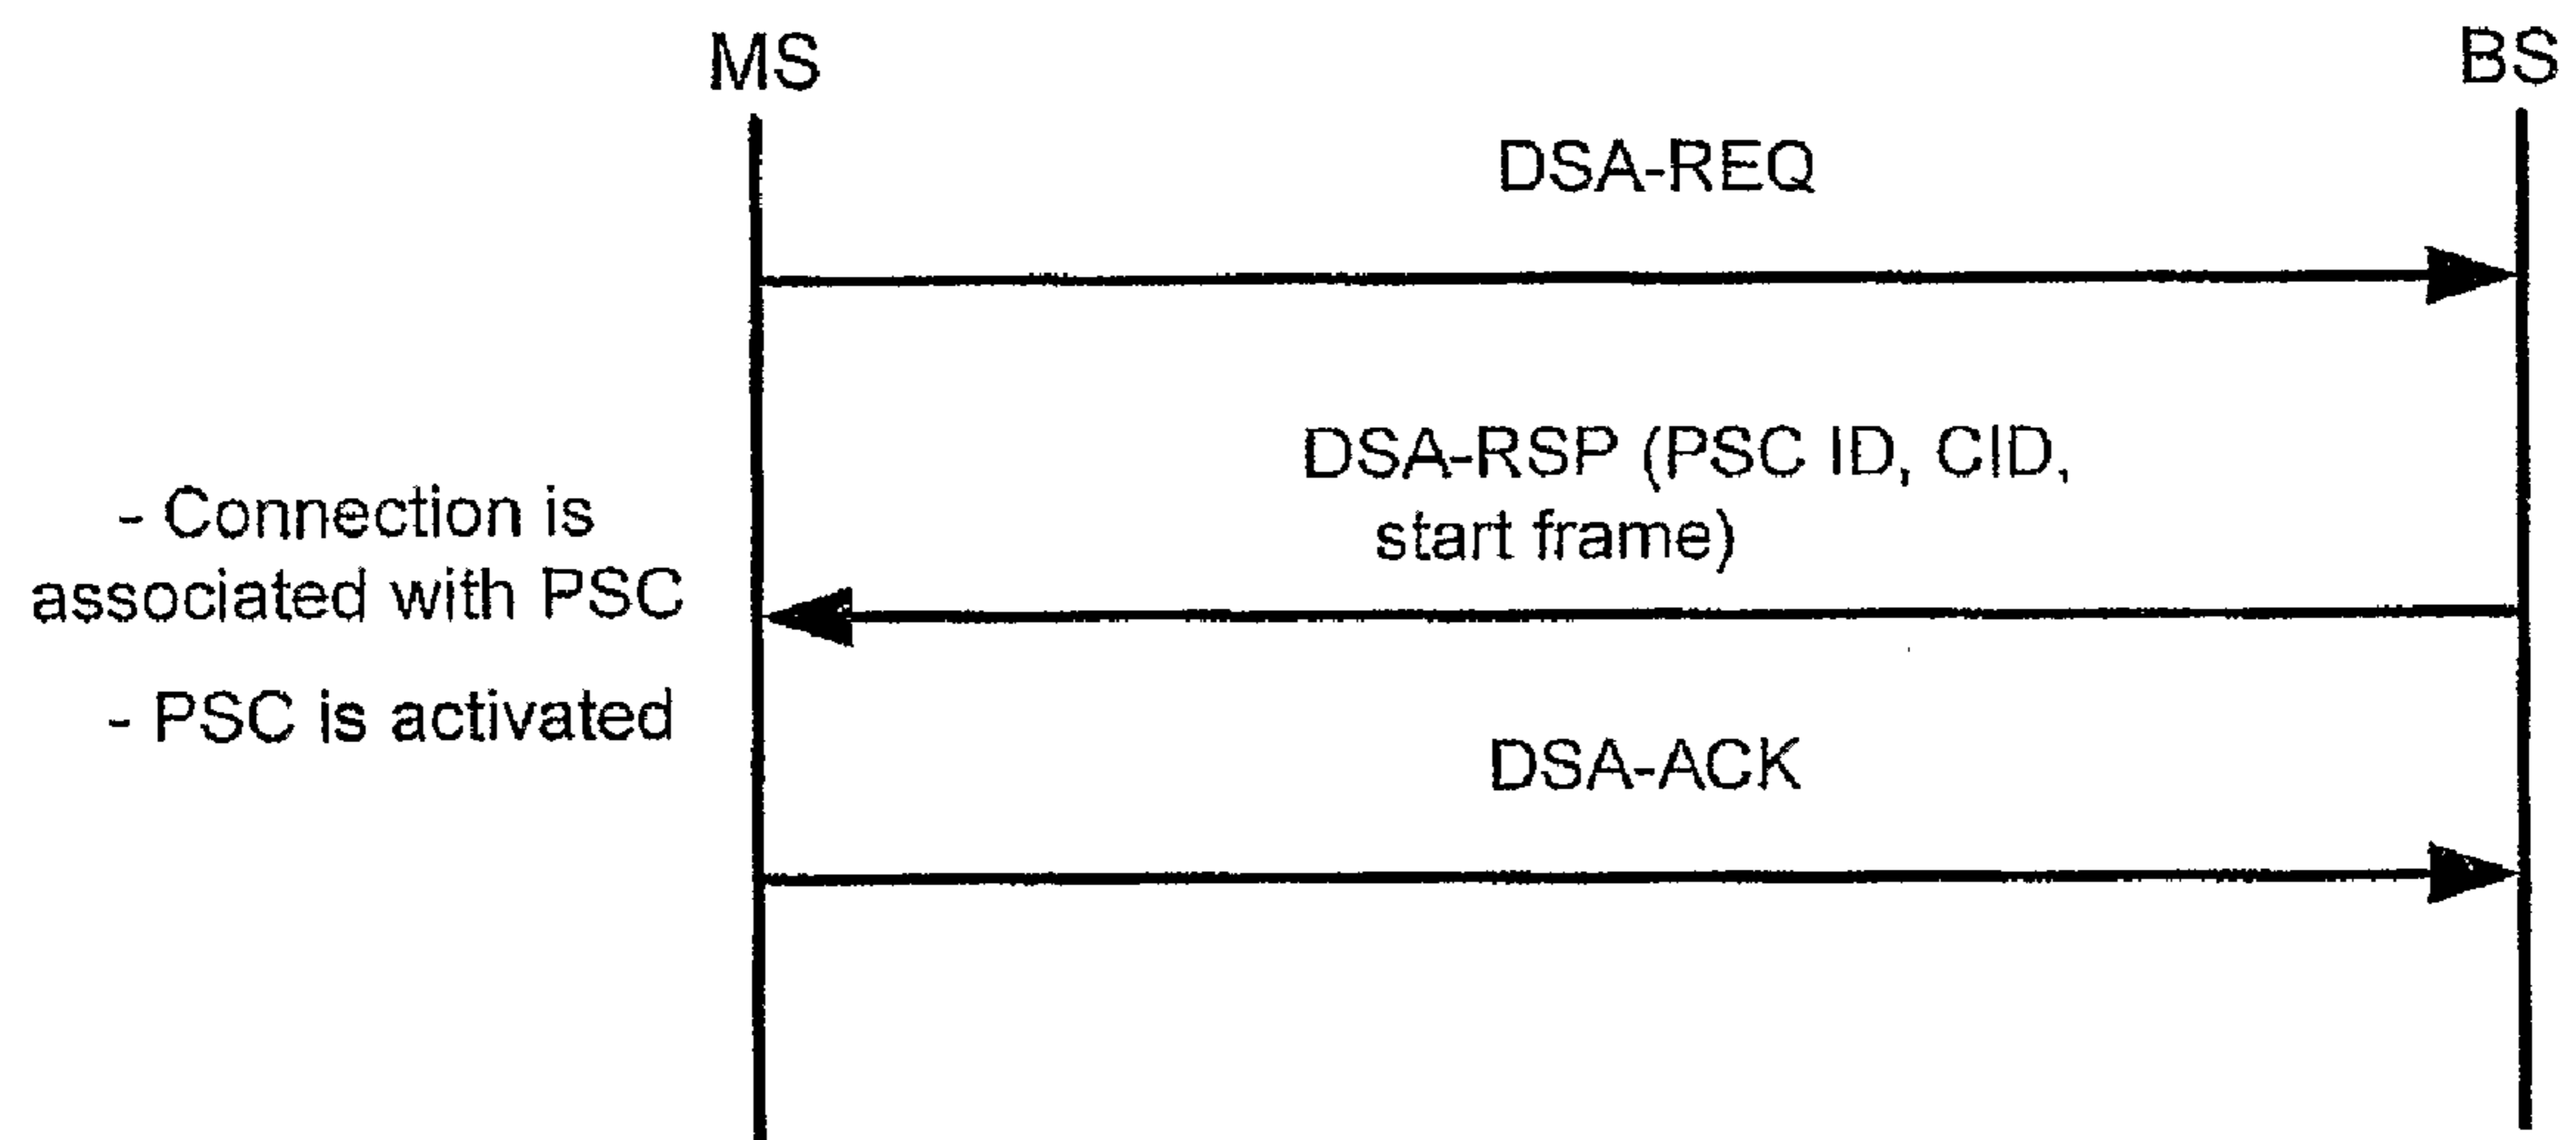 MS
BS
DSA-REQ
DSA-RSP (PSC ID, CID,
start frame)
- Connection is
associated with PSC
- PSC is activated
DSA-ACK